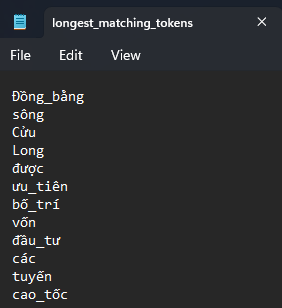 longest_matching_tokens
File Edit View
Đồng_bằng
sông
Cửu
Long
được
ưu_tiên
bố_trí
vốn
đầu_tư
các
tuyến
cao_tốc